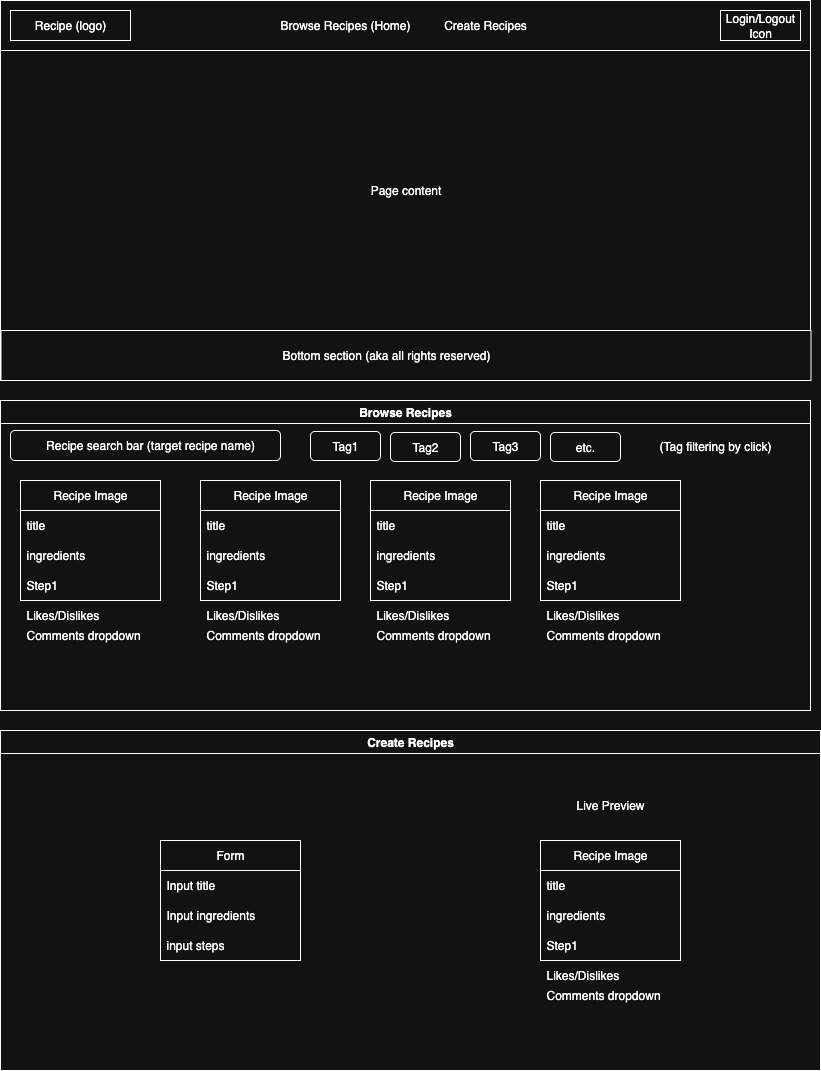 Recipe (logo)
Browse Recipes (Home)
Create Recipes
Login/Logout
Icon
Page content
Bottom section (aka all rights reserved)
Browse Recipes
Recipe search bar (target recipe name)
Tag1
Tag2
Tag3
etc.
(Tag filtering by click)
Recipe Image
title
ingredients
Step1
Likes/Dislikes
Comments dropdown
Recipe Image
title
ingredients
Step1
Likes/Dislikes
Comments dropdown
Recipe Image
title
ingredients
Step1
Likes/Dislikes
Comments dropdown
Recipe Image
title
ingredients
Step1
Likes/Dislikes
Comments dropdown
Create Recipes
Form
Input title
Input ingredients
input steps
Live Preview
Recipe Image
title
ingredients
Step1
Likes/Dislikes
Comments dropdown